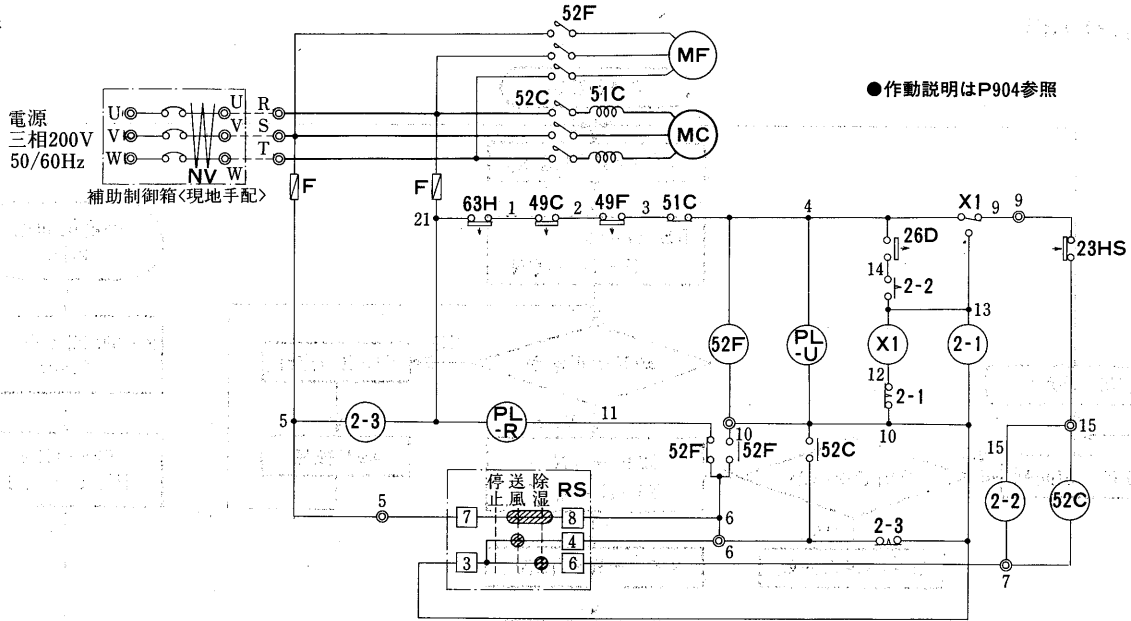 52F
MF
●作動説明はP904参照
52C 51C
MC
電源
三相200V
50/60Hz
U U R
V V S
W W T
NV
補助制御箱<現地手配>
F F
63H 1 49C 2 49F 3 51C 4 X1 9 9
21
26D
23HS
14
2-2
13
52F
PL-U
X1
2-1
12
2-1
5 2-3
PL-R
11
10 10
15
15
52F 52F 52C
停止 送風 除湿 RS
5
7 8
2-2
52C
6
2-3
4
3 6
6
7